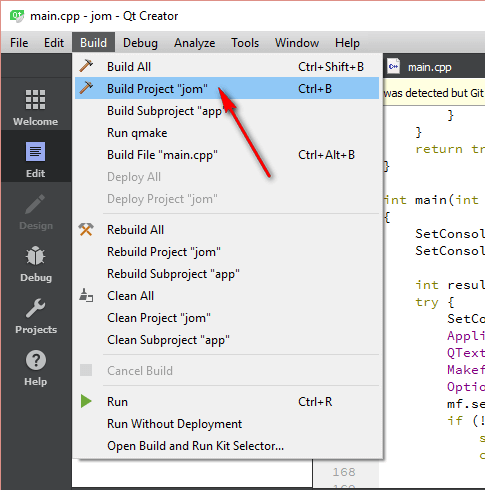 main.cpp - jom - Qt Creator
File Edit Build Debug Analyze Tools Window Help
Build All Ctrl+Shift+B
Build Project "jom" Ctrl+B
Build Subproject "app"
Run qmake
Build File "main.cpp" Ctrl+Alt+B
Deploy All
Deploy Project "jom"
Rebuild All
Rebuild Project "jom"
Rebuild Subproject "app"
Clean All
Clean Project "jom"
Clean Subproject "app"
Cancel Build
Run Ctrl+R
Run Without Deployment
Open Build and Run Kit Selector...
Welcome
Edit
Design
Debug
Projects
Help
main.cpp
was detected but Git
}
}
return tr
}
int main(int
{
SetConsol
SetConsol
int resul
try {
SetCo
Appli
QText
Makef
Optio
mf.se
if (!
s
c
168